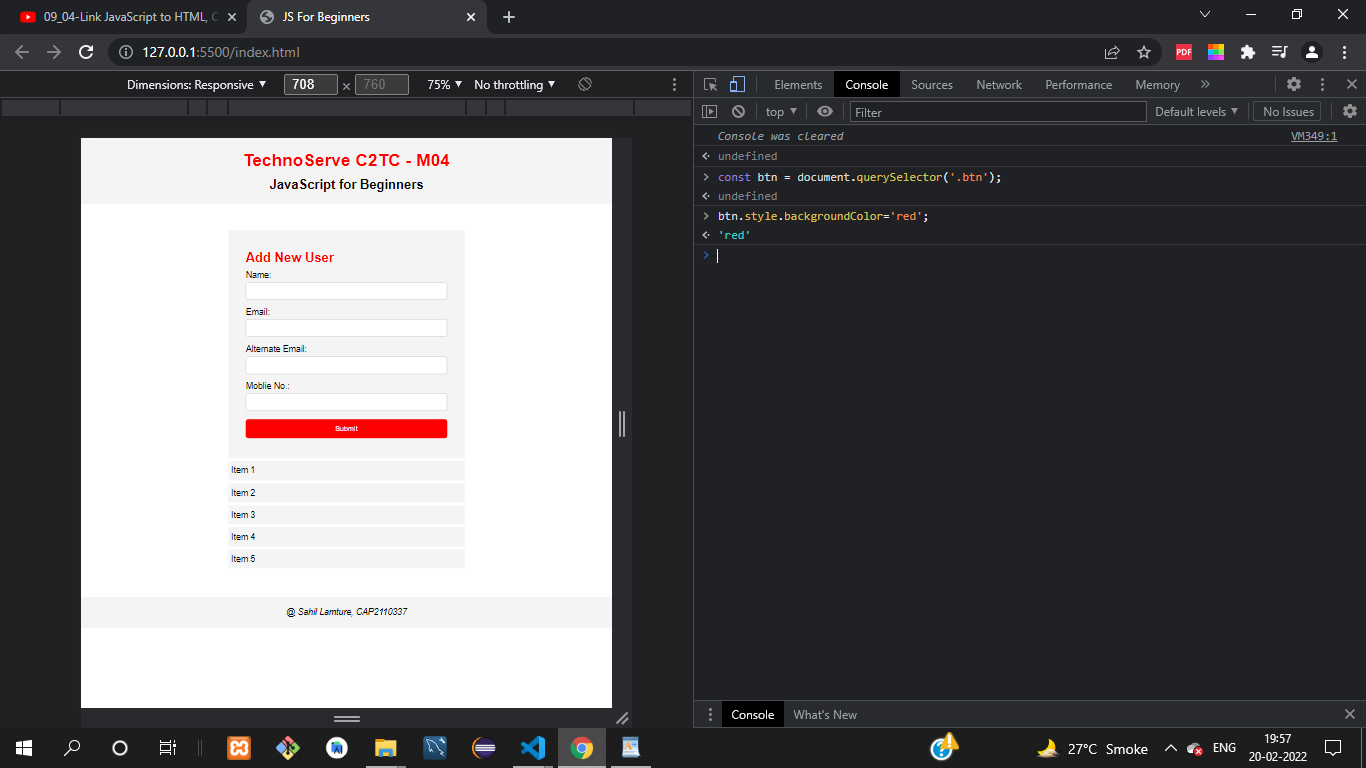 09_04-Link JavaScript to HTML, C
JS For Beginners
127.0.0.1:5500/index.html
PDF
Dimensions: Responsive
708
×
760
75%
No throttling
Elements
Console
Sources
Network
Performance
Memory
top
Filter
Default levels
No Issues
Console was cleared
VM349:1
undefined
const btn = document.querySelector('.btn');
undefined
btn.style.backgroundColor='red';
'red'
TechnoServe C2TC - M04
JavaScript for Beginners
Add New User
Name:
Email:
Alternate Email:
Moblie No.:
Submit
Item 1
Item 2
Item 3
Item 4
Item 5
@ Sahil Lamture, CAP2110337
Console
What's New
27°C Smoke
ENG
19:57
20-02-2022